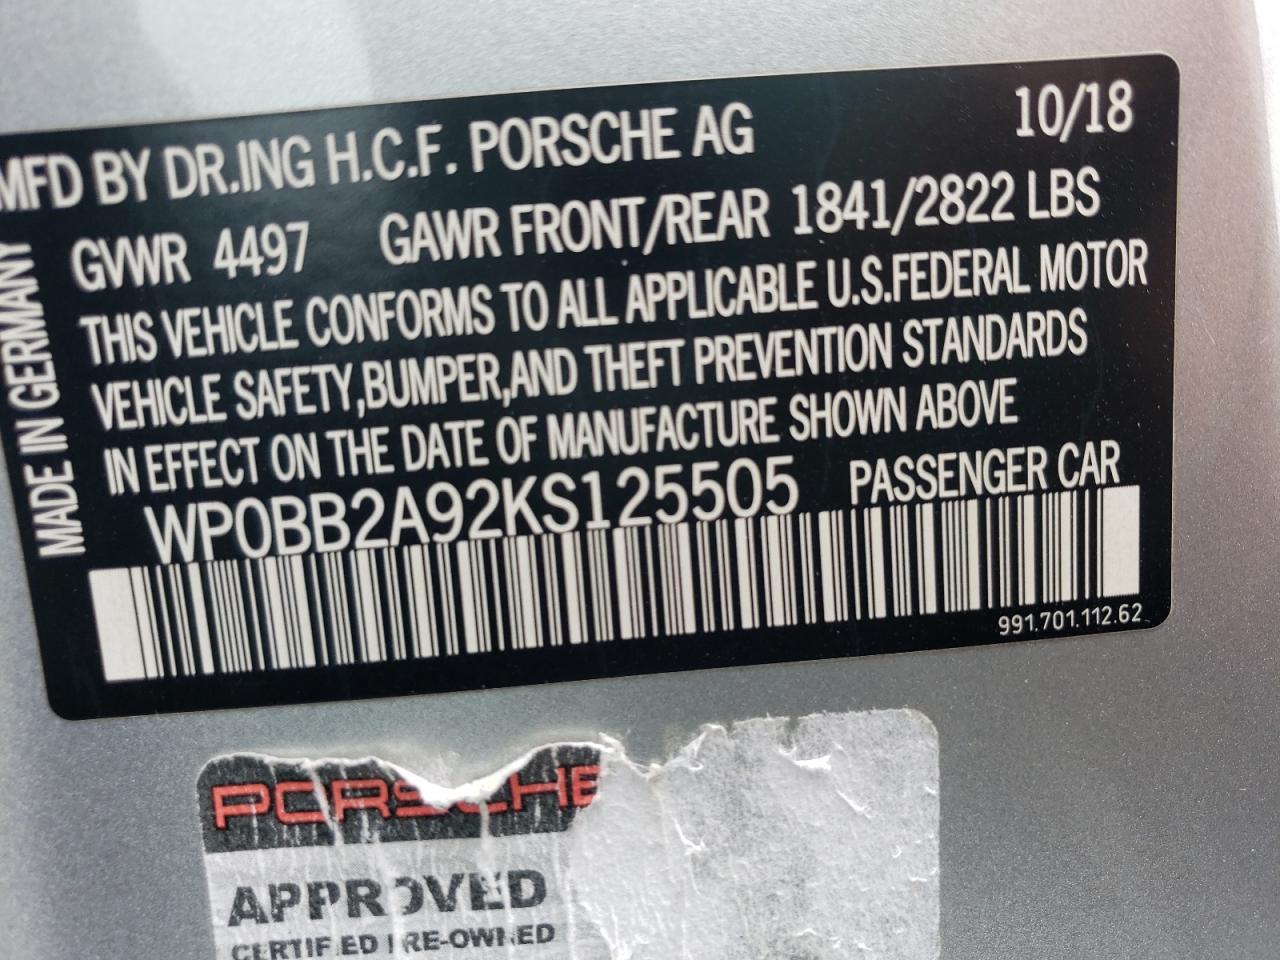 MFD BY DR.ING H.C.F. PORSCHE AG 10/18
GVWR 4497 GAWR FRONT/REAR 1841/2822 LBS
THIS VEHICLE CONFORMS TO ALL APPLICABLE U.S.FEDERAL MOTOR
VEHICLE SAFETY,BUMPER,AND THEFT PREVENTION STANDARDS
IN EFFECT ON THE DATE OF MANUFACTURE SHOWN ABOVE
WP0BB2A92KS125505 PASSENGER CAR
991.701.112.62
MADE IN GERMANY
PORSCHE
APPROVED
CERTIFIED PRE-OWNED